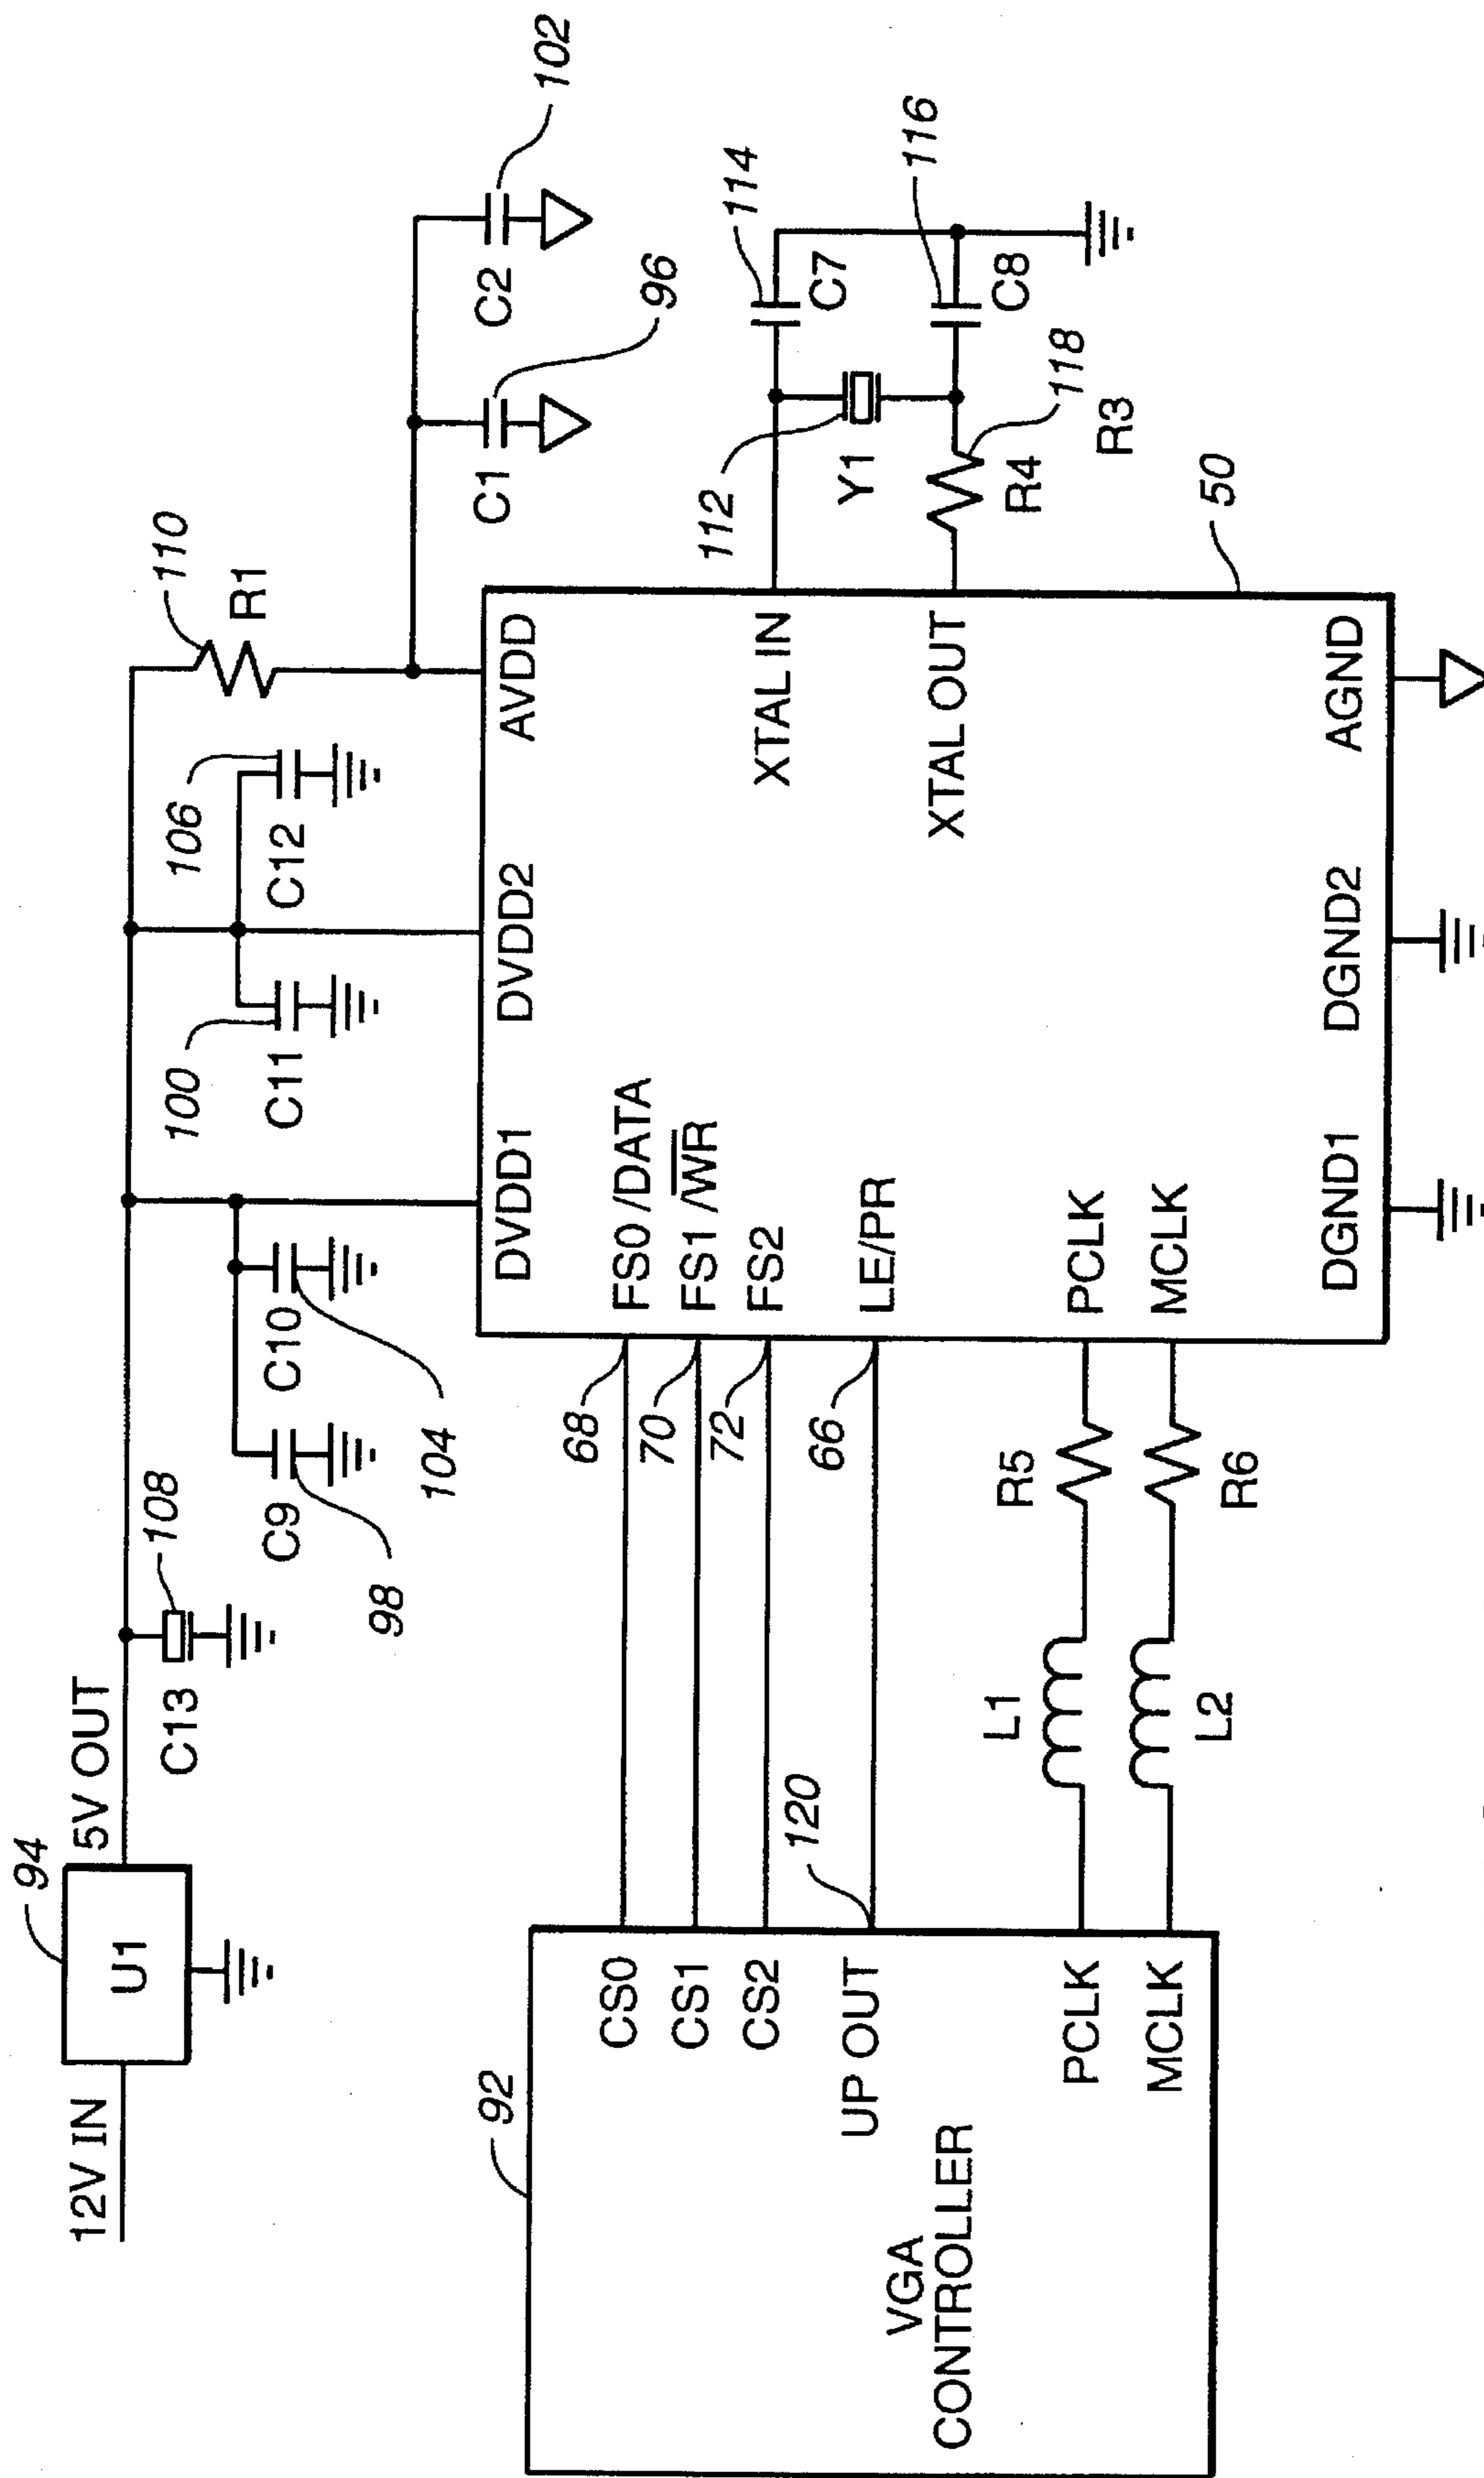 12V IN
94
U1
5V OUT
C13
108
C9
98
C10
104
100
C11
106
C12
110
R1
C1
96
C2
102
DVDD1
DVDD2
AVDD
92
VGA
CONTROLLER
CS0
CS1
CS2
UP OUT
PCLK
MCLK
120
68
70
72
66
L1
L2
R5
R6
FS0 /DATA
FS1 /WR
FS2
LE/PR
PCLK
MCLK
XTAL IN
XTAL OUT
DGND1
DGND2
AGND
50
112
Y1
114
C7
116
C8
118
R4
R3